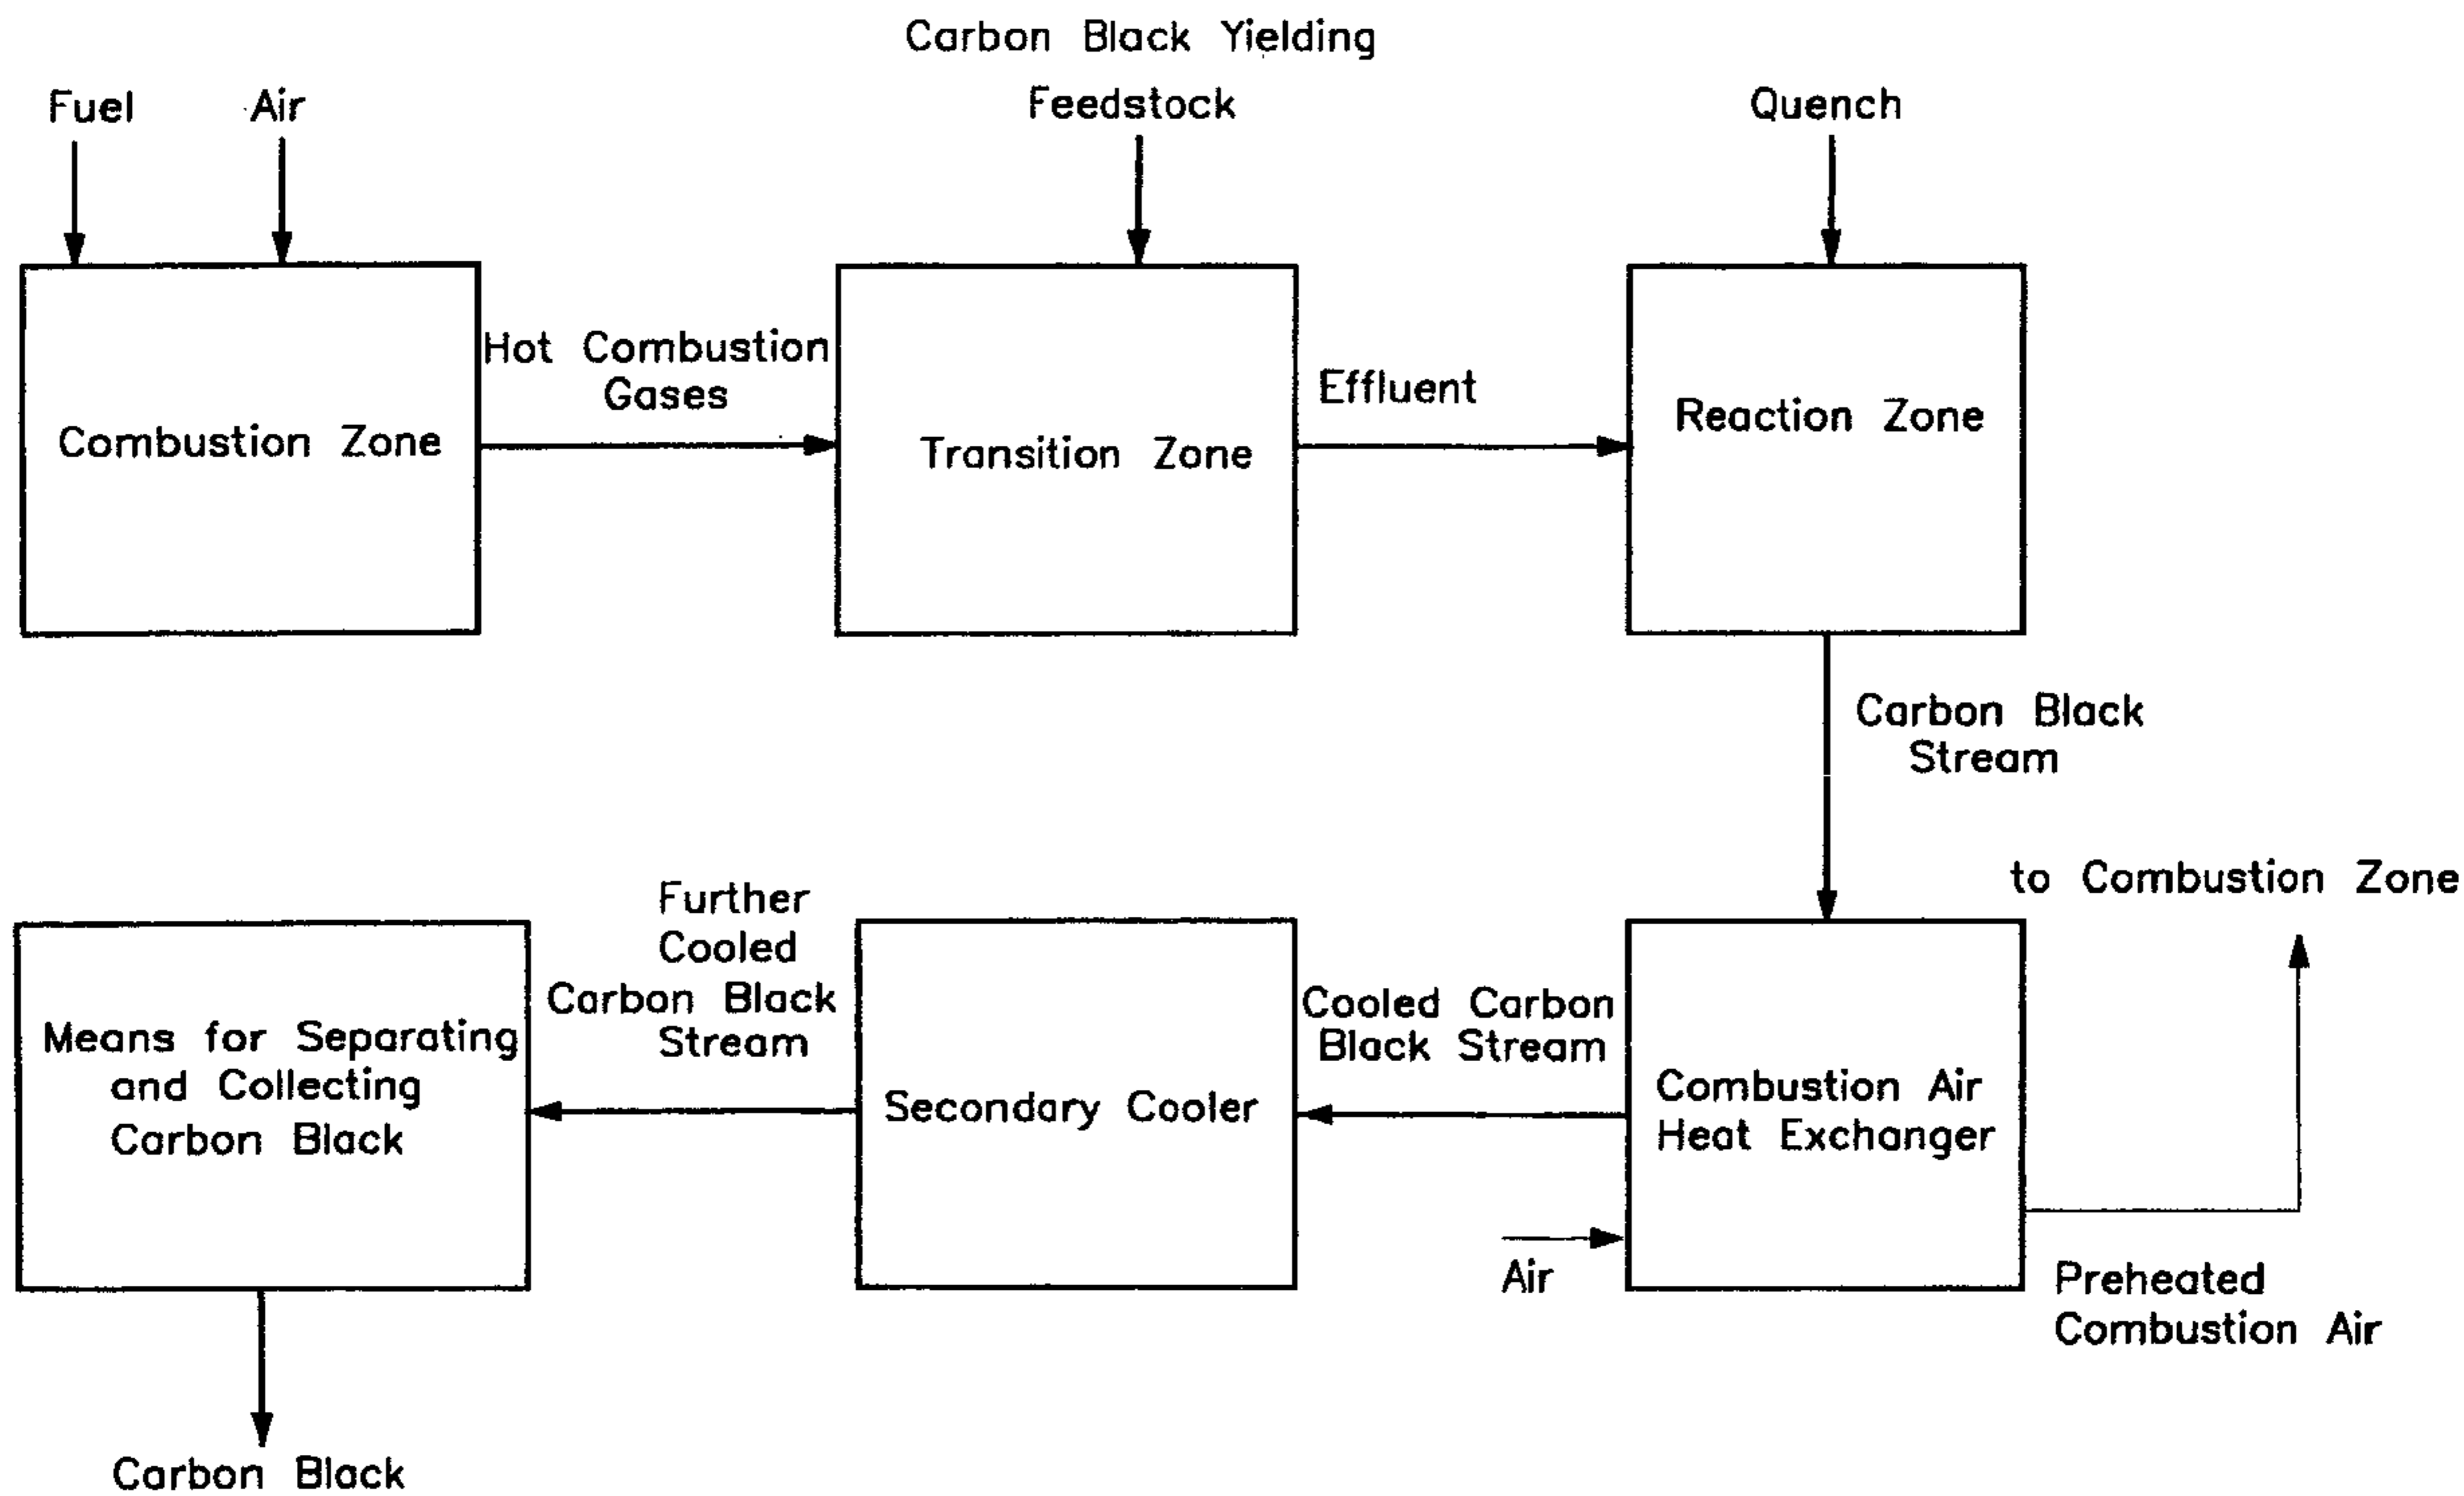 Carbon Black Yielding
Fuel
Air
Feedstock
Quench
Hot Combustion
Gases
Effluent
Combustion Zone
Transition Zone
Reaction Zone
Carbon Black
Stream
to Combustion Zone
Further
Cooled
Carbon Black
Stream
Cooled Carbon
Black Stream
Means for Separating
and Collecting
Carbon Black
Secondary Cooler
Combustion Air
Heat Exchanger
Air
Preheated
Combustion Air
Carbon Black